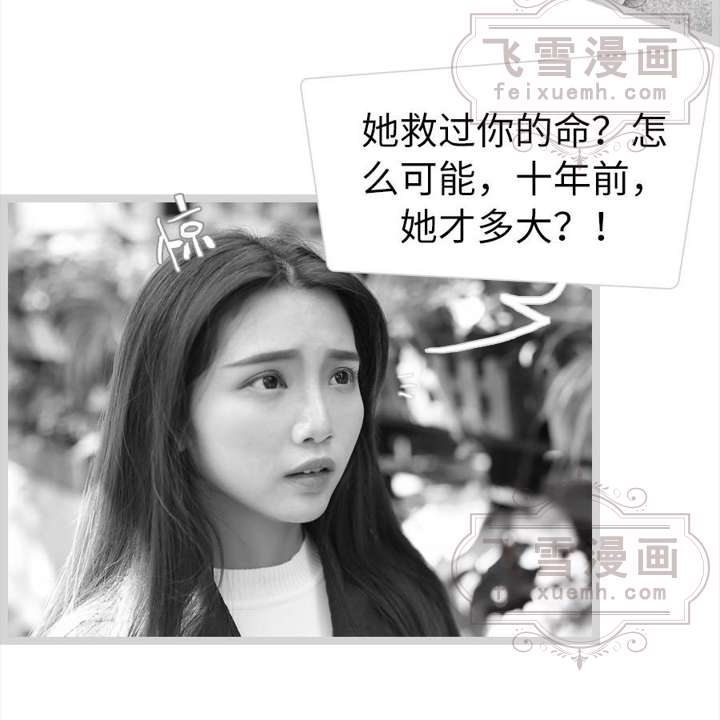 飞雪漫画
feixuemh.com
她救过你的命？怎
么可能，十年前，
她才多大？！
惊
飞雪漫画
feixuemh.com